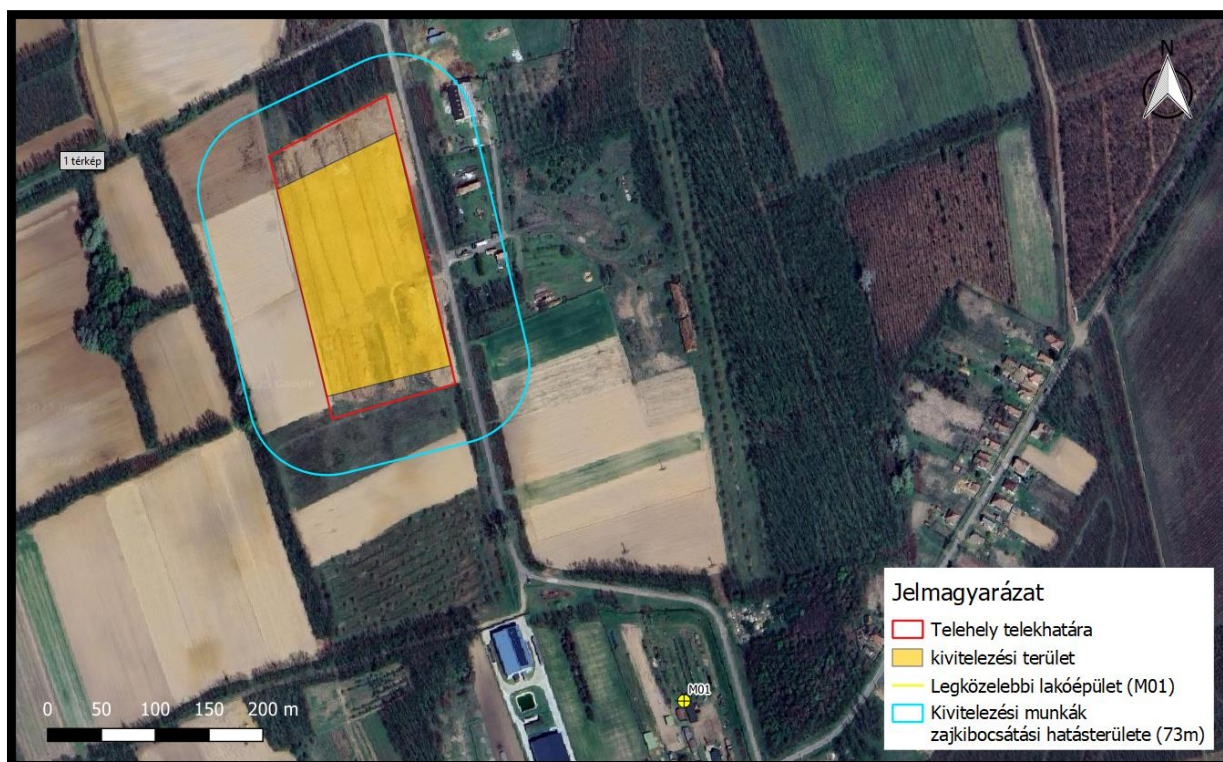 N
1 térkép
M01
Jelmagyarázat
Telehely telekhatára
kivitelezési terület
Legközelebbi lakóépület (M01)
Kivitelezési munkák
zajkibocsátási hatásterülete (73m)
0 50 100 150 200 m